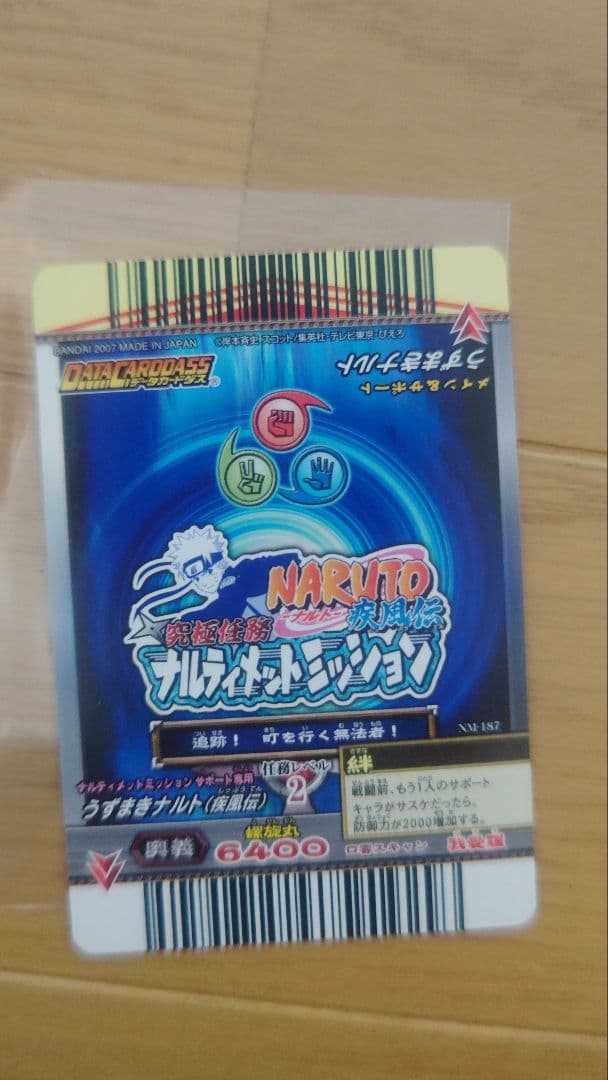 BANDAI 2007 MADE IN JAPAN
©岸本斉史 スコット/集英社・テレビ東京・ぴえろ
DATA CARDDASS
データカードダス®
メイン&サポート
うずまきナルト
NARUTO
-ナルト-
疾風伝
究極任務
ナルティメットミッション
追跡! 町を行く無法者!
NM-187
ナルティメットミッション サポート専用
うずまきナルト(疾風伝)
任務レベル
2
絆
戦闘前、もう1人のサポート
キャラがサスケだったら。
防御力が2000増加する。
奥義
螺旋丸
6400
口寄スキャン
我愛羅